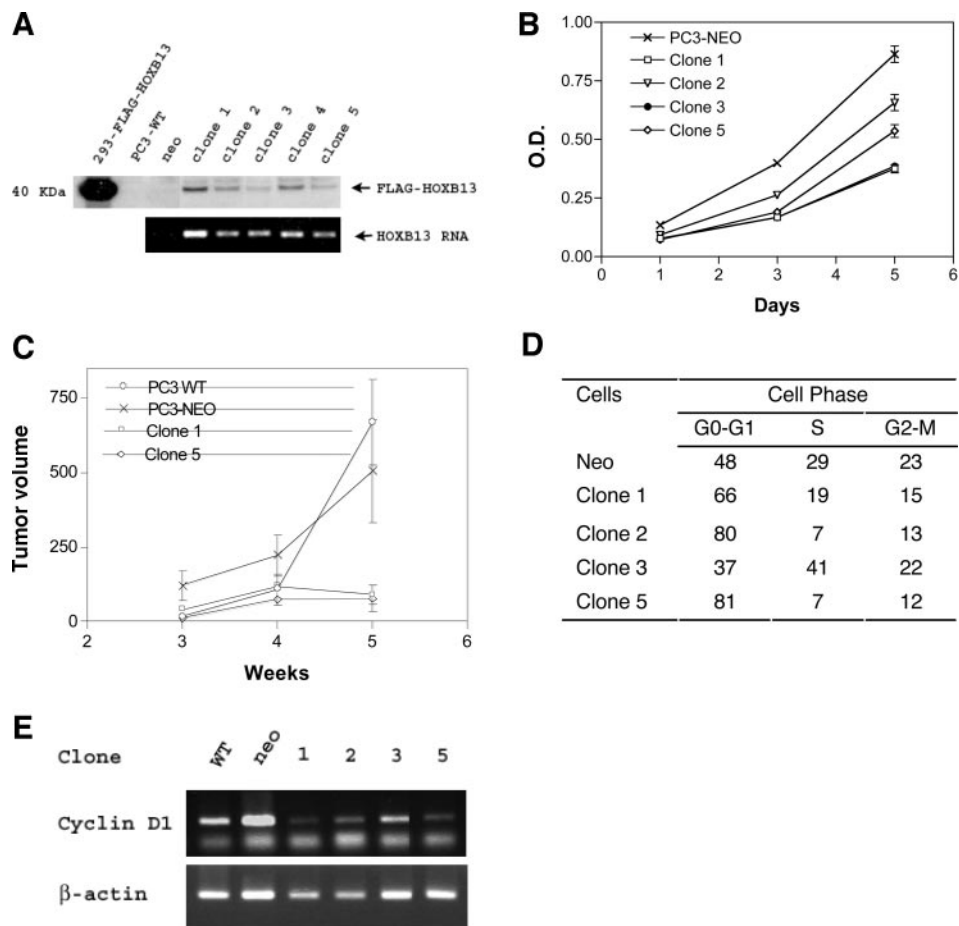 A
293-FLAG-HOXB13
PC3-WT
neo
clone 1
clone 2
clone 3
clone 4
clone 5
40 KDa
FLAG-HOXB13
HOXB13 RNA
B
PC3-NEO
Clone 1
Clone 2
Clone 3
Clone 5
1.00
0.75
0.50
0.25
0.00
O.D.
0 1 2 3 4 5 6
Days
C
PC3 WT
PC3-NEO
Clone 1
Clone 5
750
500
250
0
Tumor volume
2 3 4 5 6
Weeks
D
Cells Cell Phase
G0-G1 S G2-M
Neo 48 29 23
Clone 1 66 19 15
Clone 2 80 7 13
Clone 3 37 41 22
Clone 5 81 7 12
E
Clone WT neo 1 2 3 5
Cyclin D1
β-actin